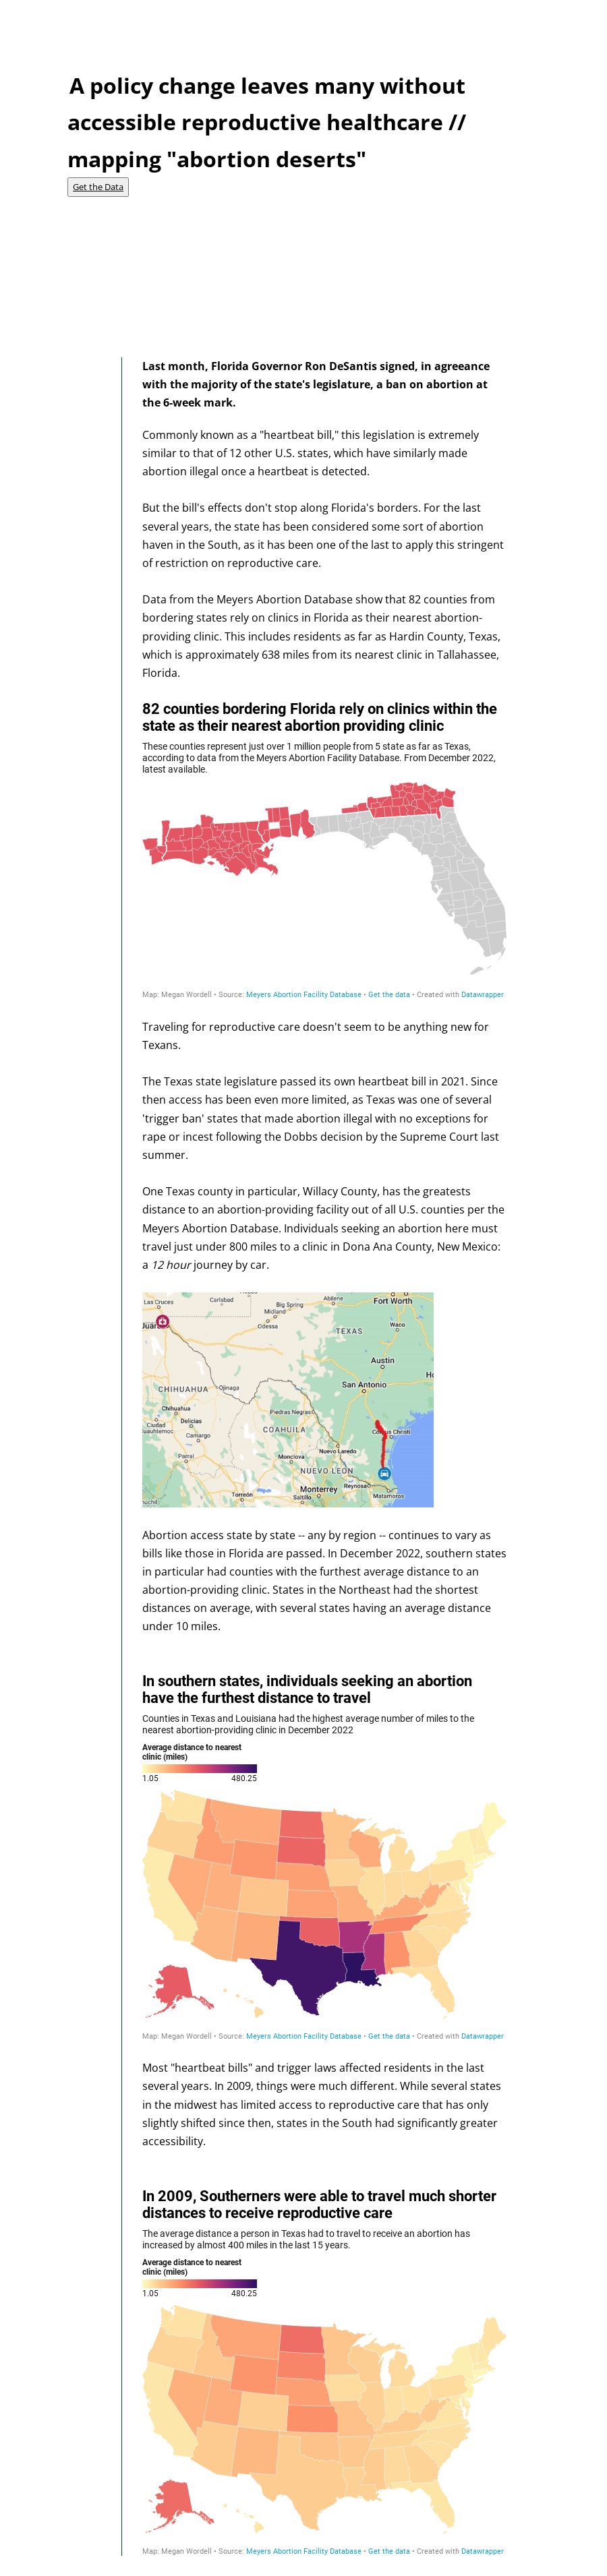 A policy change leaves many without
accessible reproductive healthcare //
mapping "abortion deserts"
Get the Data
Last month, Florida Governor Ron DeSantis signed, in agreeance
with the majority of the state's legislature, a ban on abortion at
the 6-week mark.
Commonly known as a "heartbeat bill," this legislation is extremely
similar to that of 12 other U.S. states, which have similarly made
abortion illegal once a heartbeat is detected.
But the bill's effects don't stop along Florida's borders. For the last
several years, the state has been considered some sort of abortion
haven in the South, as it has been one of the last to apply this stringent
of restriction on reproductive care.
Data from the Meyers Abortion Database show that 82 counties from
bordering states rely on clinics in Florida as their nearest abortion-
providing clinic. This includes residents as far as Hardin County, Texas,
which is approximately 638 miles from its nearest clinic in Tallahassee,
Florida.
82 counties bordering Florida rely on clinics within the
state as their nearest abortion providing clinic
These counties represent just over 1 million people from 5 state as far as Texas,
according to data from the Meyers Abortion Facility Database. From December 2022,
latest available.
Map: Megan Wordell • Source: Meyers Abortion Facility Database • Get the data • Created with Datawrapper
Traveling for reproductive care doesn't seem to be anything new for
Texans.
The Texas state legislature passed its own heartbeat bill in 2021. Since
then access has been even more limited, as Texas was one of several
'trigger ban' states that made abortion illegal with no exceptions for
rape or incest following the Dobbs decision by the Supreme Court last
summer.
One Texas county in particular, Willacy County, has the greatests
distance to an abortion-providing facility out of all U.S. counties per the
Meyers Abortion Database. Individuals seeking an abortion here must
travel just under 800 miles to a clinic in Dona Ana County, New Mexico:
a 12 hour journey by car.
Las Cruces
Carlsbad
Big Spring
Abilene
Fort Worth
Midland
Odessa
Juar
TEXAS
Waco
Austin
San Antonio
CHIHUAHUA
Ojinaga
Chihuahua
Ciudad
uauhtemoc
Delicias
Camargo
Piedras Negras
COAHUILA
Corpus Christi
Nuevo Laredo
Parral
Monclova
NUEVO LEON
Monterrey
Reynosa
Matamoros
Torreón
Saltillo
uchil
Abortion access state by state -- any by region -- continues to vary as
bills like those in Florida are passed. In December 2022, southern states
in particular had counties with the furthest average distance to an
abortion-providing clinic. States in the Northeast had the shortest
distances on average, with several states having an average distance
under 10 miles.
In southern states, individuals seeking an abortion
have the furthest distance to travel
Counties in Texas and Louisiana had the highest average number of miles to the
nearest abortion-providing clinic in December 2022
Average distance to nearest
clinic (miles)
1.05 480.25
Map: Megan Wordell • Source: Meyers Abortion Facility Database • Get the data • Created with Datawrapper
Most "heartbeat bills" and trigger laws affected residents in the last
several years. In 2009, things were much different. While several states
in the midwest has limited access to reproductive care that has only
slightly shifted since then, states in the South had significantly greater
accessibility.
In 2009, Southerners were able to travel much shorter
distances to receive reproductive care
The average distance a person in Texas had to travel to receive an abortion has
increased by almost 400 miles in the last 15 years.
Average distance to nearest
clinic (miles)
1.05 480.25
Map: Megan Wordell • Source: Meyers Abortion Facility Database • Get the data • Created with Datawrapper